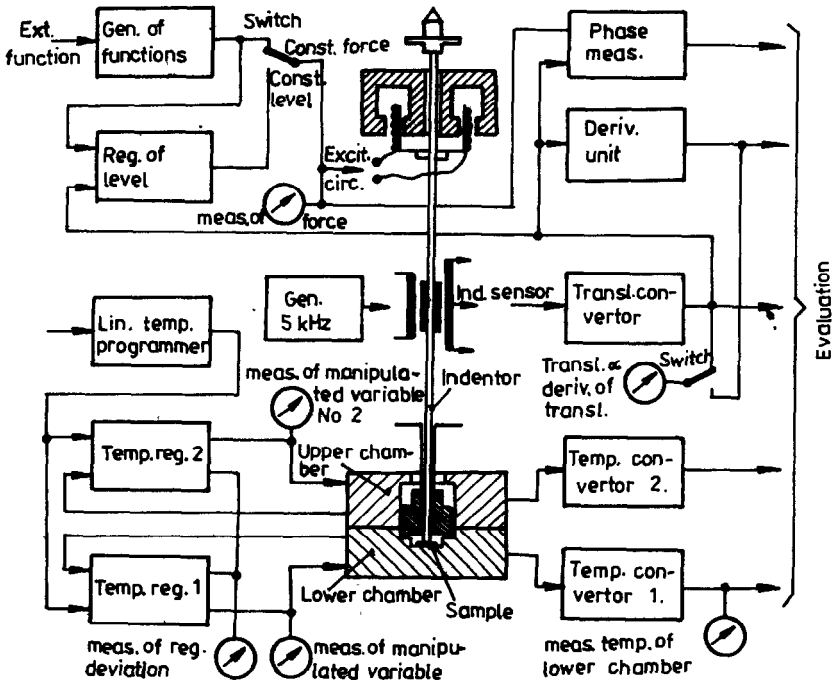 Ext.
function
Gen. of
functions
Switch
Const. force
Const.
level
Reg. of
level
Excit.
circ.
meas. of force
Phase
meas.
Deriv.
unit
Gen.
5 kHz
Ind. sensor
Transl. con-
vertor
Evaluation
Lin. temp.
programmer
meas. of manipula-
ted variable
No 2
Indentor
Transl. ∝
deriv. of
transl.
Switch
Temp. reg. 2
Upper cham-
ber
Temp. con-
vertor 2.
Temp. reg. 1
Lower chamber
Sample
Temp. con-
vertor 1.
meas. of reg.
deviation
meas. of manipu-
lated variable
meas. temp. of
lower chamber